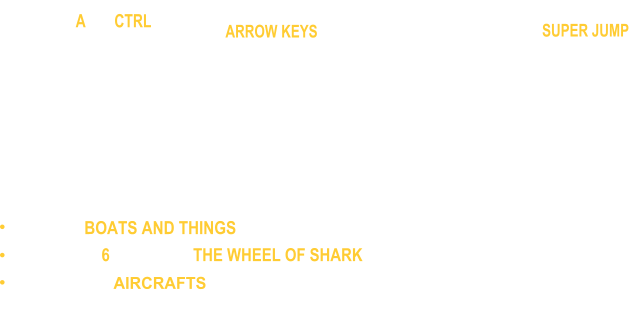 A CTRL
ARROW KEYS SUPER JUMP
• BOATS AND THINGS
• 6 THE WHEEL OF SHARK
• AIRCRAFTS